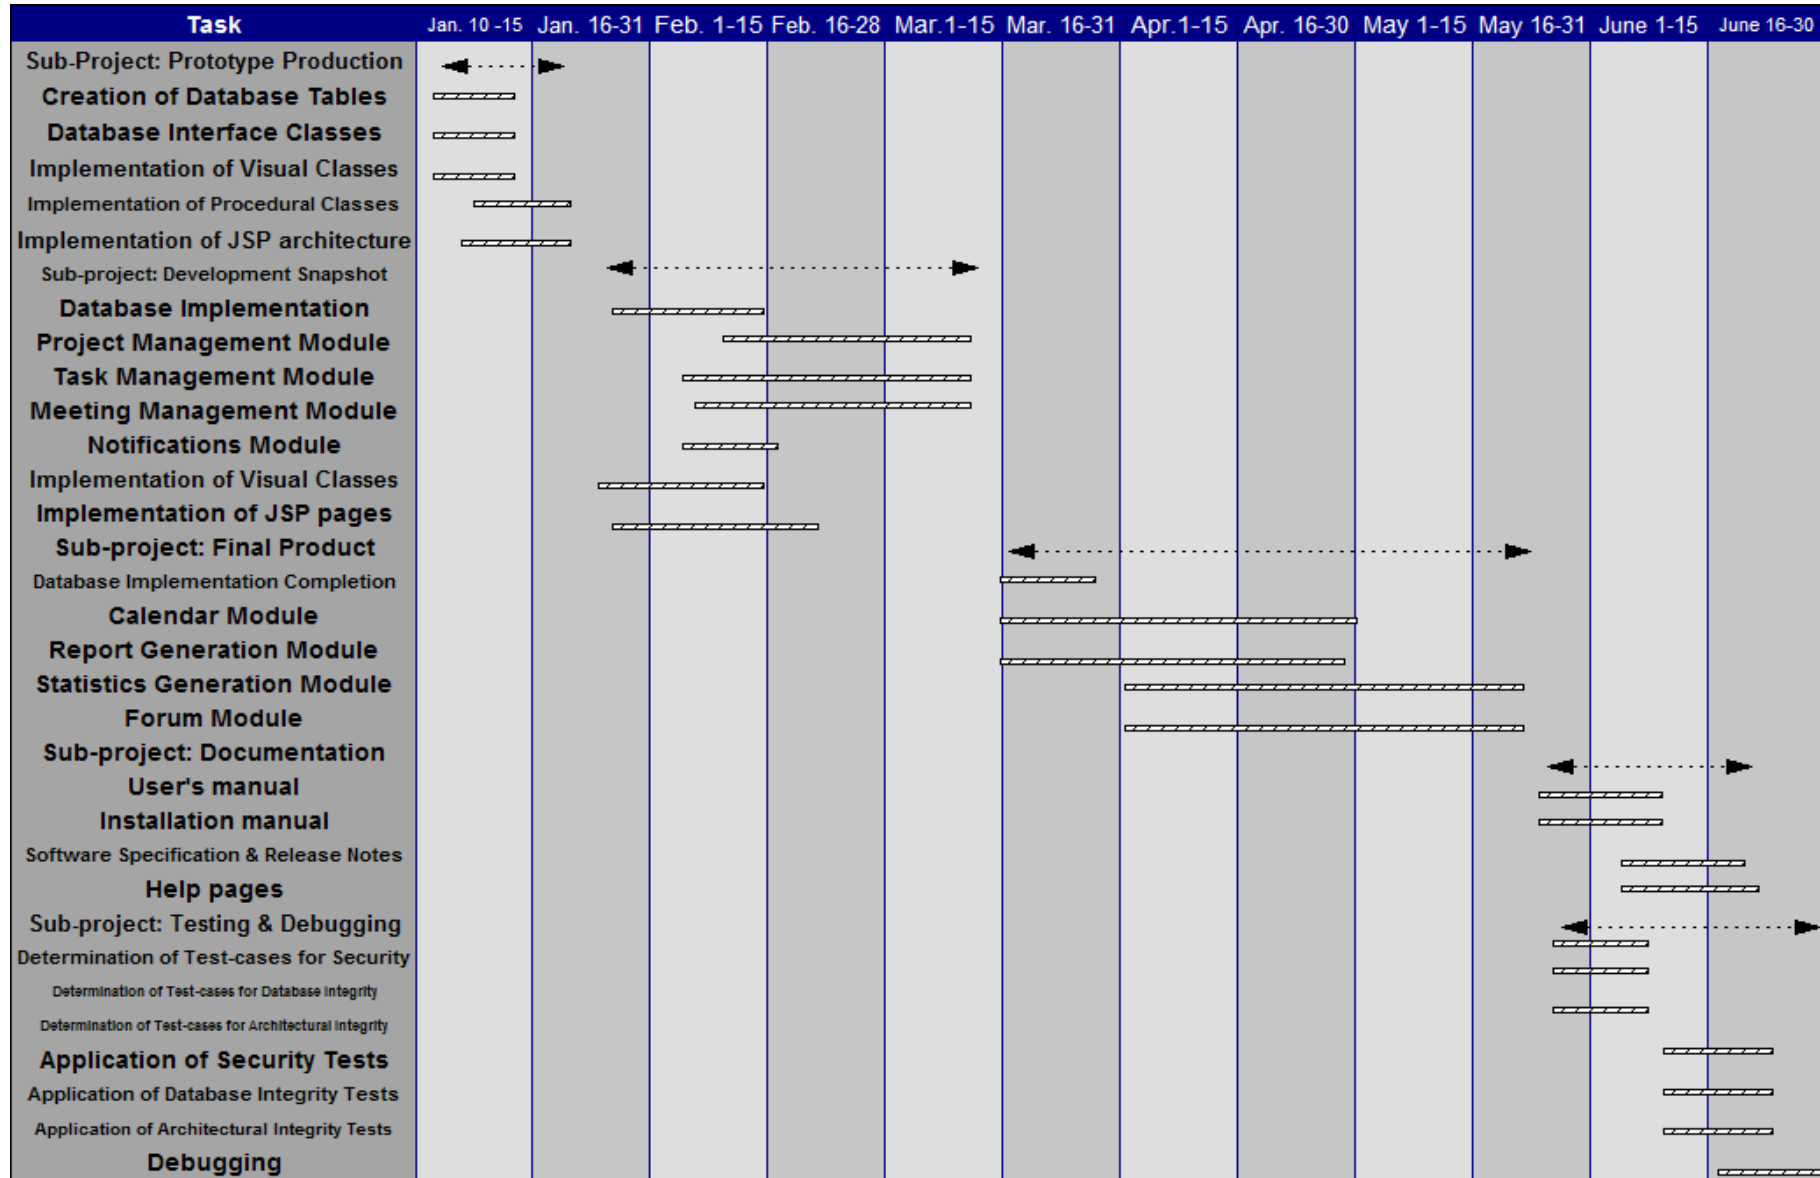 Task Jan. 10 -15 Jan. 16-31 Feb. 1-15 Feb. 16-28 Mar.1-15 Mar. 16-31 Apr.1-15 Apr. 16-30 May 1-15 May 16-31 June 1-15 June 16-30
Sub-Project: Prototype Production
Creation of Database Tables
Database Interface Classes
Implementation of Visual Classes
Implementation of Procedural Classes
Implementation of JSP architecture
Sub-project: Development Snapshot
Database Implementation
Project Management Module
Task Management Module
Meeting Management Module
Notifications Module
Implementation of Visual Classes
Implementation of JSP pages
Sub-project: Final Product
Database Implementation Completion
Calendar Module
Report Generation Module
Statistics Generation Module
Forum Module
Sub-project: Documentation
User's manual
Installation manual
Software Specification & Release Notes
Help pages
Sub-project: Testing & Debugging
Determination of Test-cases for Security
Determination of Test-cases for Database Integrity
Determination of Test-cases for Architectural Integrity
Application of Security Tests
Application of Database Integrity Tests
Application of Architectural Integrity Tests
Debugging